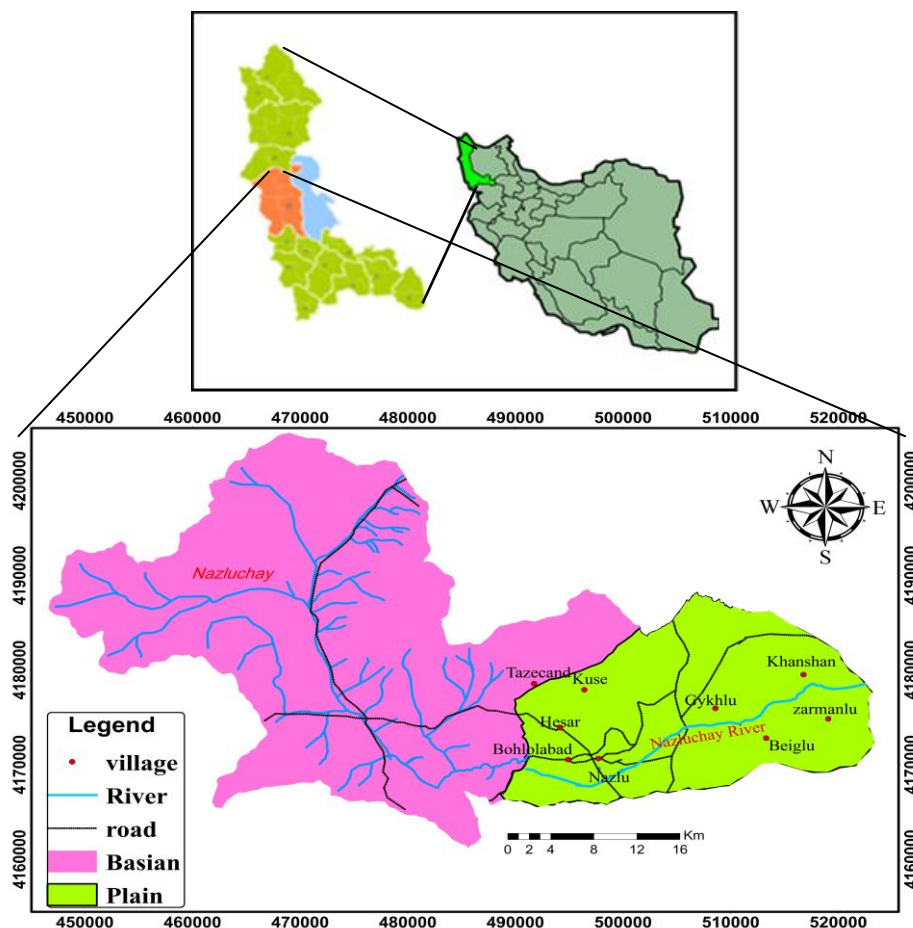 450000 460000 470000 480000 490000 500000 510000 520000
4200000
4190000
4180000
4170000
4160000
4200000
4190000
4180000
4170000
4160000
N
W E
S
Nazluchay
Tazecand
Kuse
Khanshan
Gykhlu
zarmanlu
Hesar
Nazluchay River
Bohlolabad
Beiglu
Nazlu
Legend
village
River
road
Basian
Plain
Km
0 2 4 8 12 16
450000 460000 470000 480000 490000 500000 510000 520000